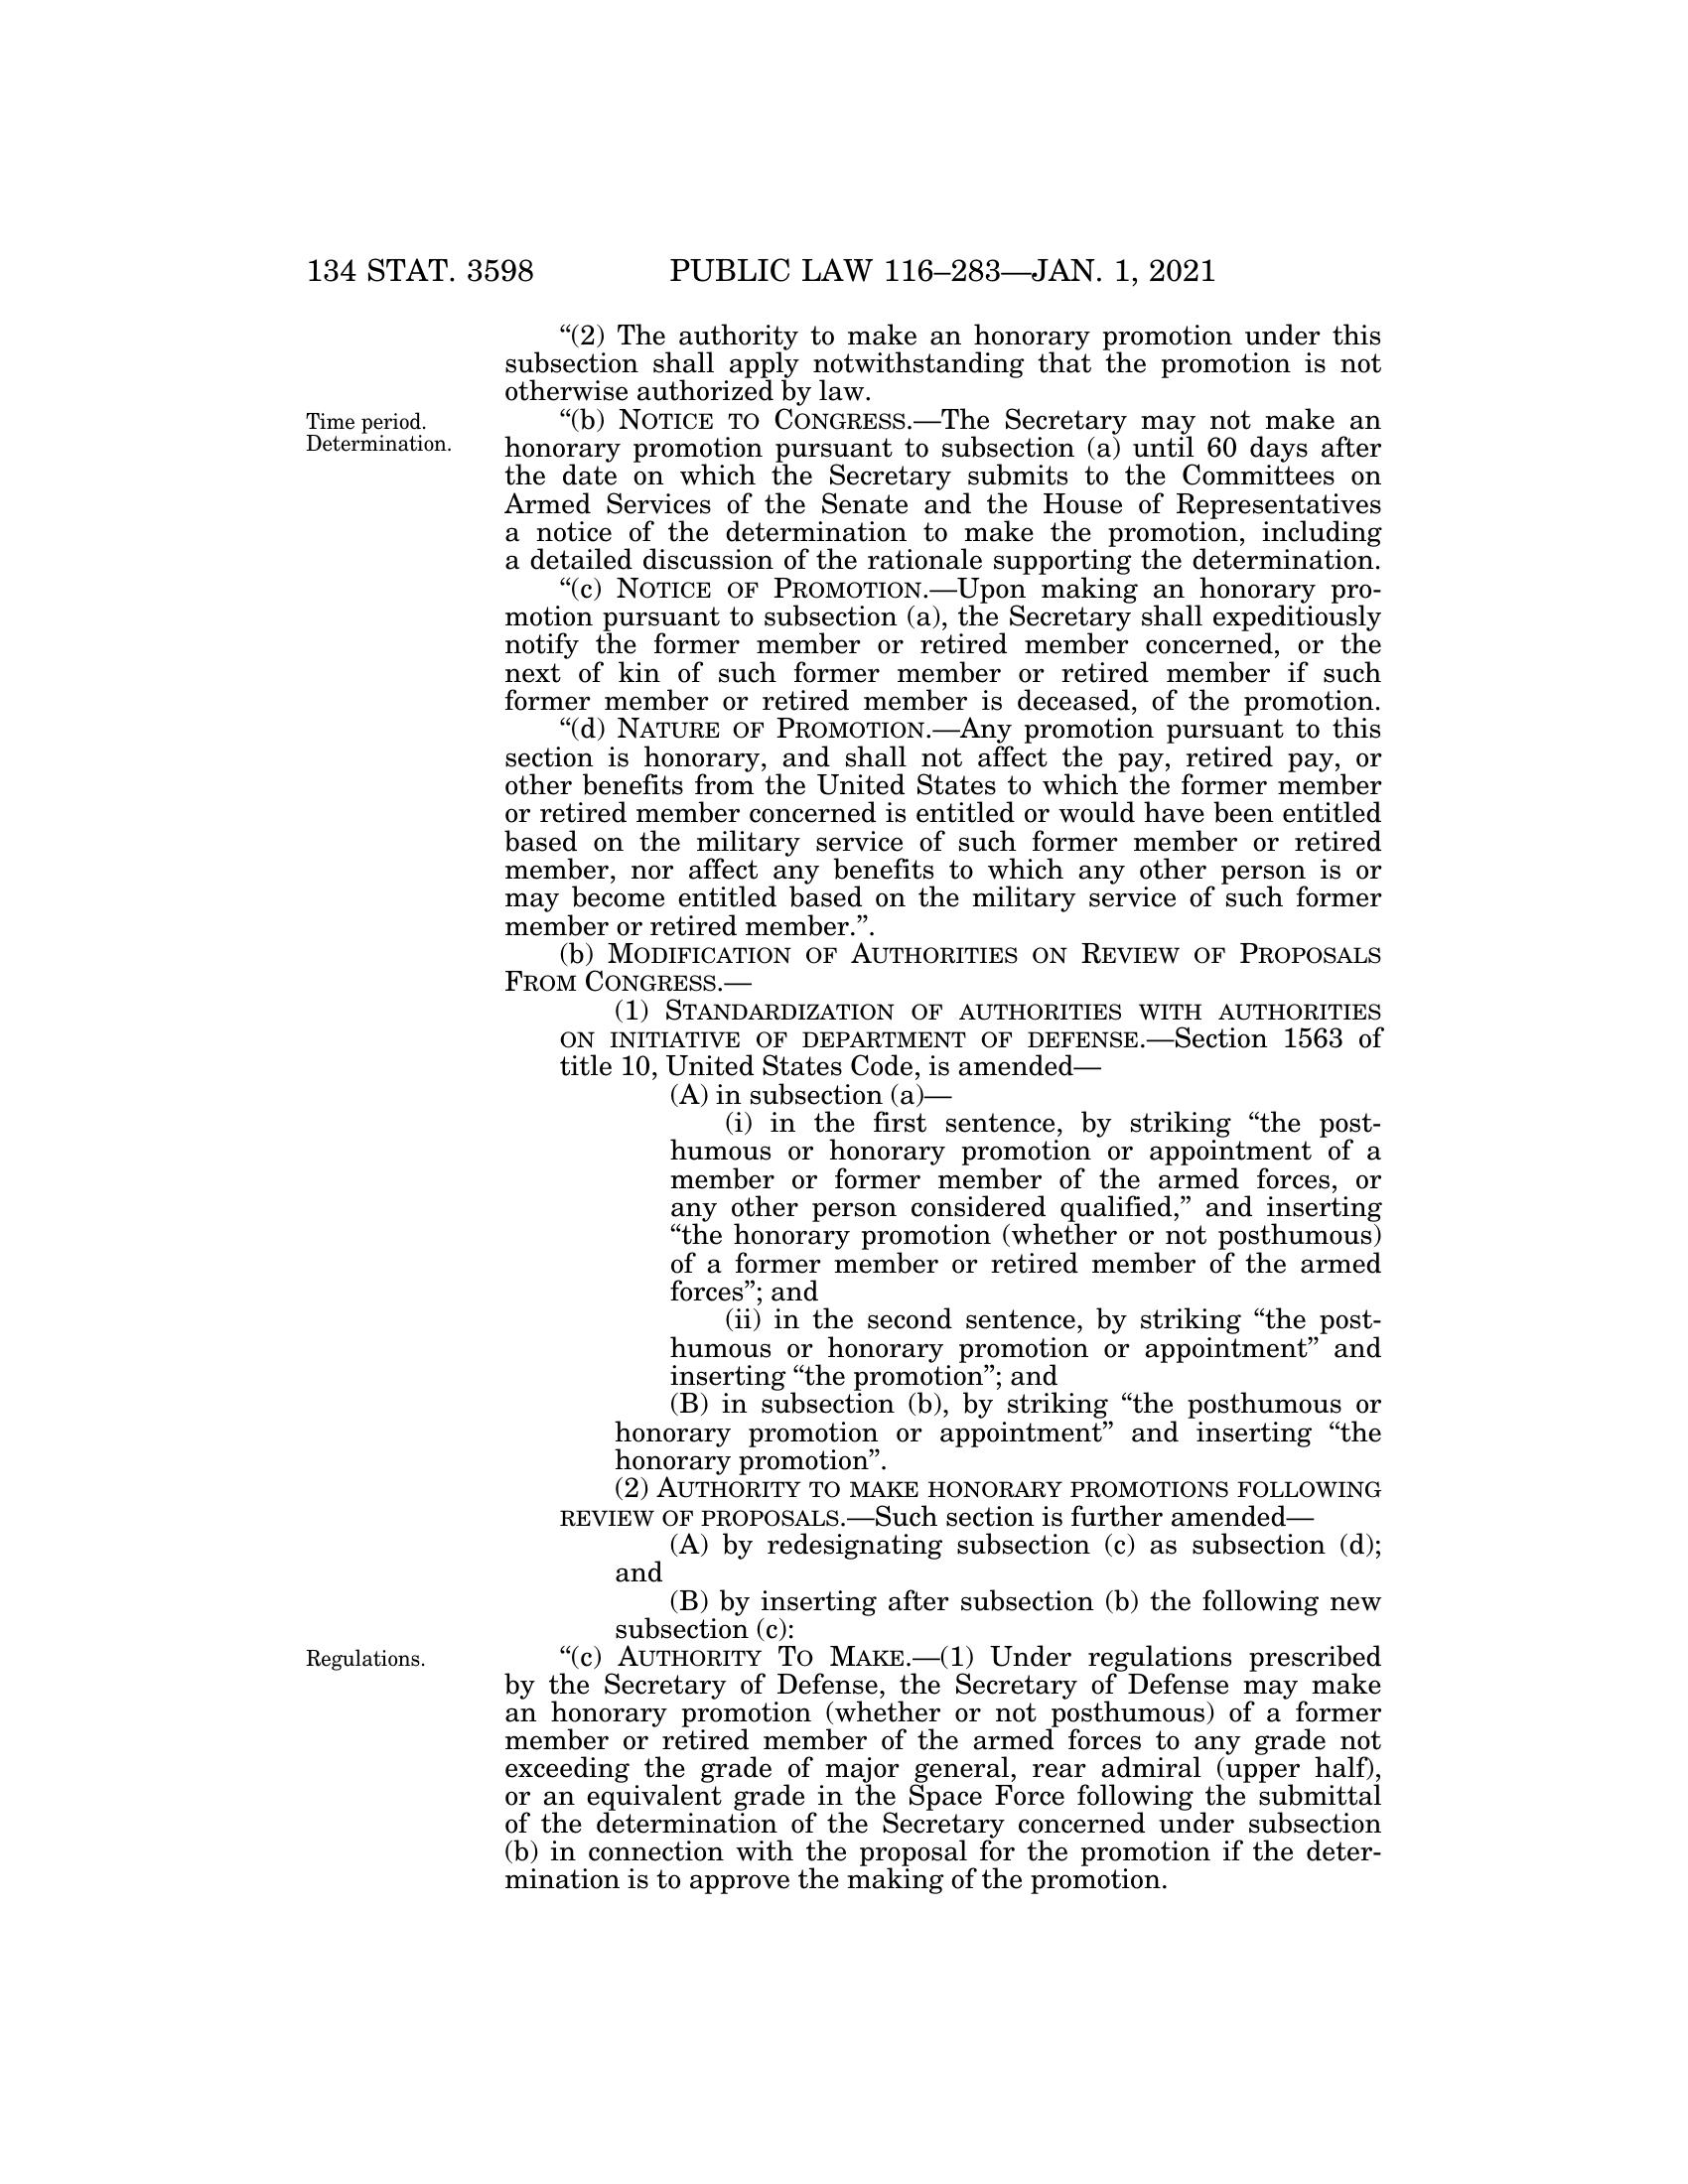 134 STAT. 3598 PUBLIC LAW 116–283—JAN. 1, 2021
“(2) The authority to make an honorary promotion under this
subsection shall apply notwithstanding that the promotion is not
otherwise authorized by law.
Time period.
Determination.
“(b) NOTICE TO CONGRESS.—The Secretary may not make an
honorary promotion pursuant to subsection (a) until 60 days after
the date on which the Secretary submits to the Committees on
Armed Services of the Senate and the House of Representatives
a notice of the determination to make the promotion, including
a detailed discussion of the rationale supporting the determination.
“(c) NOTICE OF PROMOTION.—Upon making an honorary pro-
motion pursuant to subsection (a), the Secretary shall expeditiously
notify the former member or retired member concerned, or the
next of kin of such former member or retired member if such
former member or retired member is deceased, of the promotion.
“(d) NATURE OF PROMOTION.—Any promotion pursuant to this
section is honorary, and shall not affect the pay, retired pay, or
other benefits from the United States to which the former member
or retired member concerned is entitled or would have been entitled
based on the military service of such former member or retired
member, nor affect any benefits to which any other person is or
may become entitled based on the military service of such former
member or retired member.”.
(b) MODIFICATION OF AUTHORITIES ON REVIEW OF PROPOSALS
FROM CONGRESS.—
(1) STANDARDIZATION OF AUTHORITIES WITH AUTHORITIES
ON INITIATIVE OF DEPARTMENT OF DEFENSE.—Section 1563 of
title 10, United States Code, is amended—
(A) in subsection (a)—
(i) in the first sentence, by striking “the post-
humous or honorary promotion or appointment of a
member or former member of the armed forces, or
any other person considered qualified,” and inserting
“the honorary promotion (whether or not posthumous)
of a former member or retired member of the armed
forces”; and
(ii) in the second sentence, by striking “the post-
humous or honorary promotion or appointment” and
inserting “the promotion”; and
(B) in subsection (b), by striking “the posthumous or
honorary promotion or appointment” and inserting “the
honorary promotion”.
(2) AUTHORITY TO MAKE HONORARY PROMOTIONS FOLLOWING
REVIEW OF PROPOSALS.—Such section is further amended—
(A) by redesignating subsection (c) as subsection (d);
and
(B) by inserting after subsection (b) the following new
subsection (c):
Regulations.
“(c) AUTHORITY TO MAKE.—(1) Under regulations prescribed
by the Secretary of Defense, the Secretary of Defense may make
an honorary promotion (whether or not posthumous) of a former
member or retired member of the armed forces to any grade not
exceeding the grade of major general, rear admiral (upper half),
or an equivalent grade in the Space Force following the submittal
of the determination of the Secretary concerned under subsection
(b) in connection with the proposal for the promotion if the deter-
mination is to approve the making of the promotion.